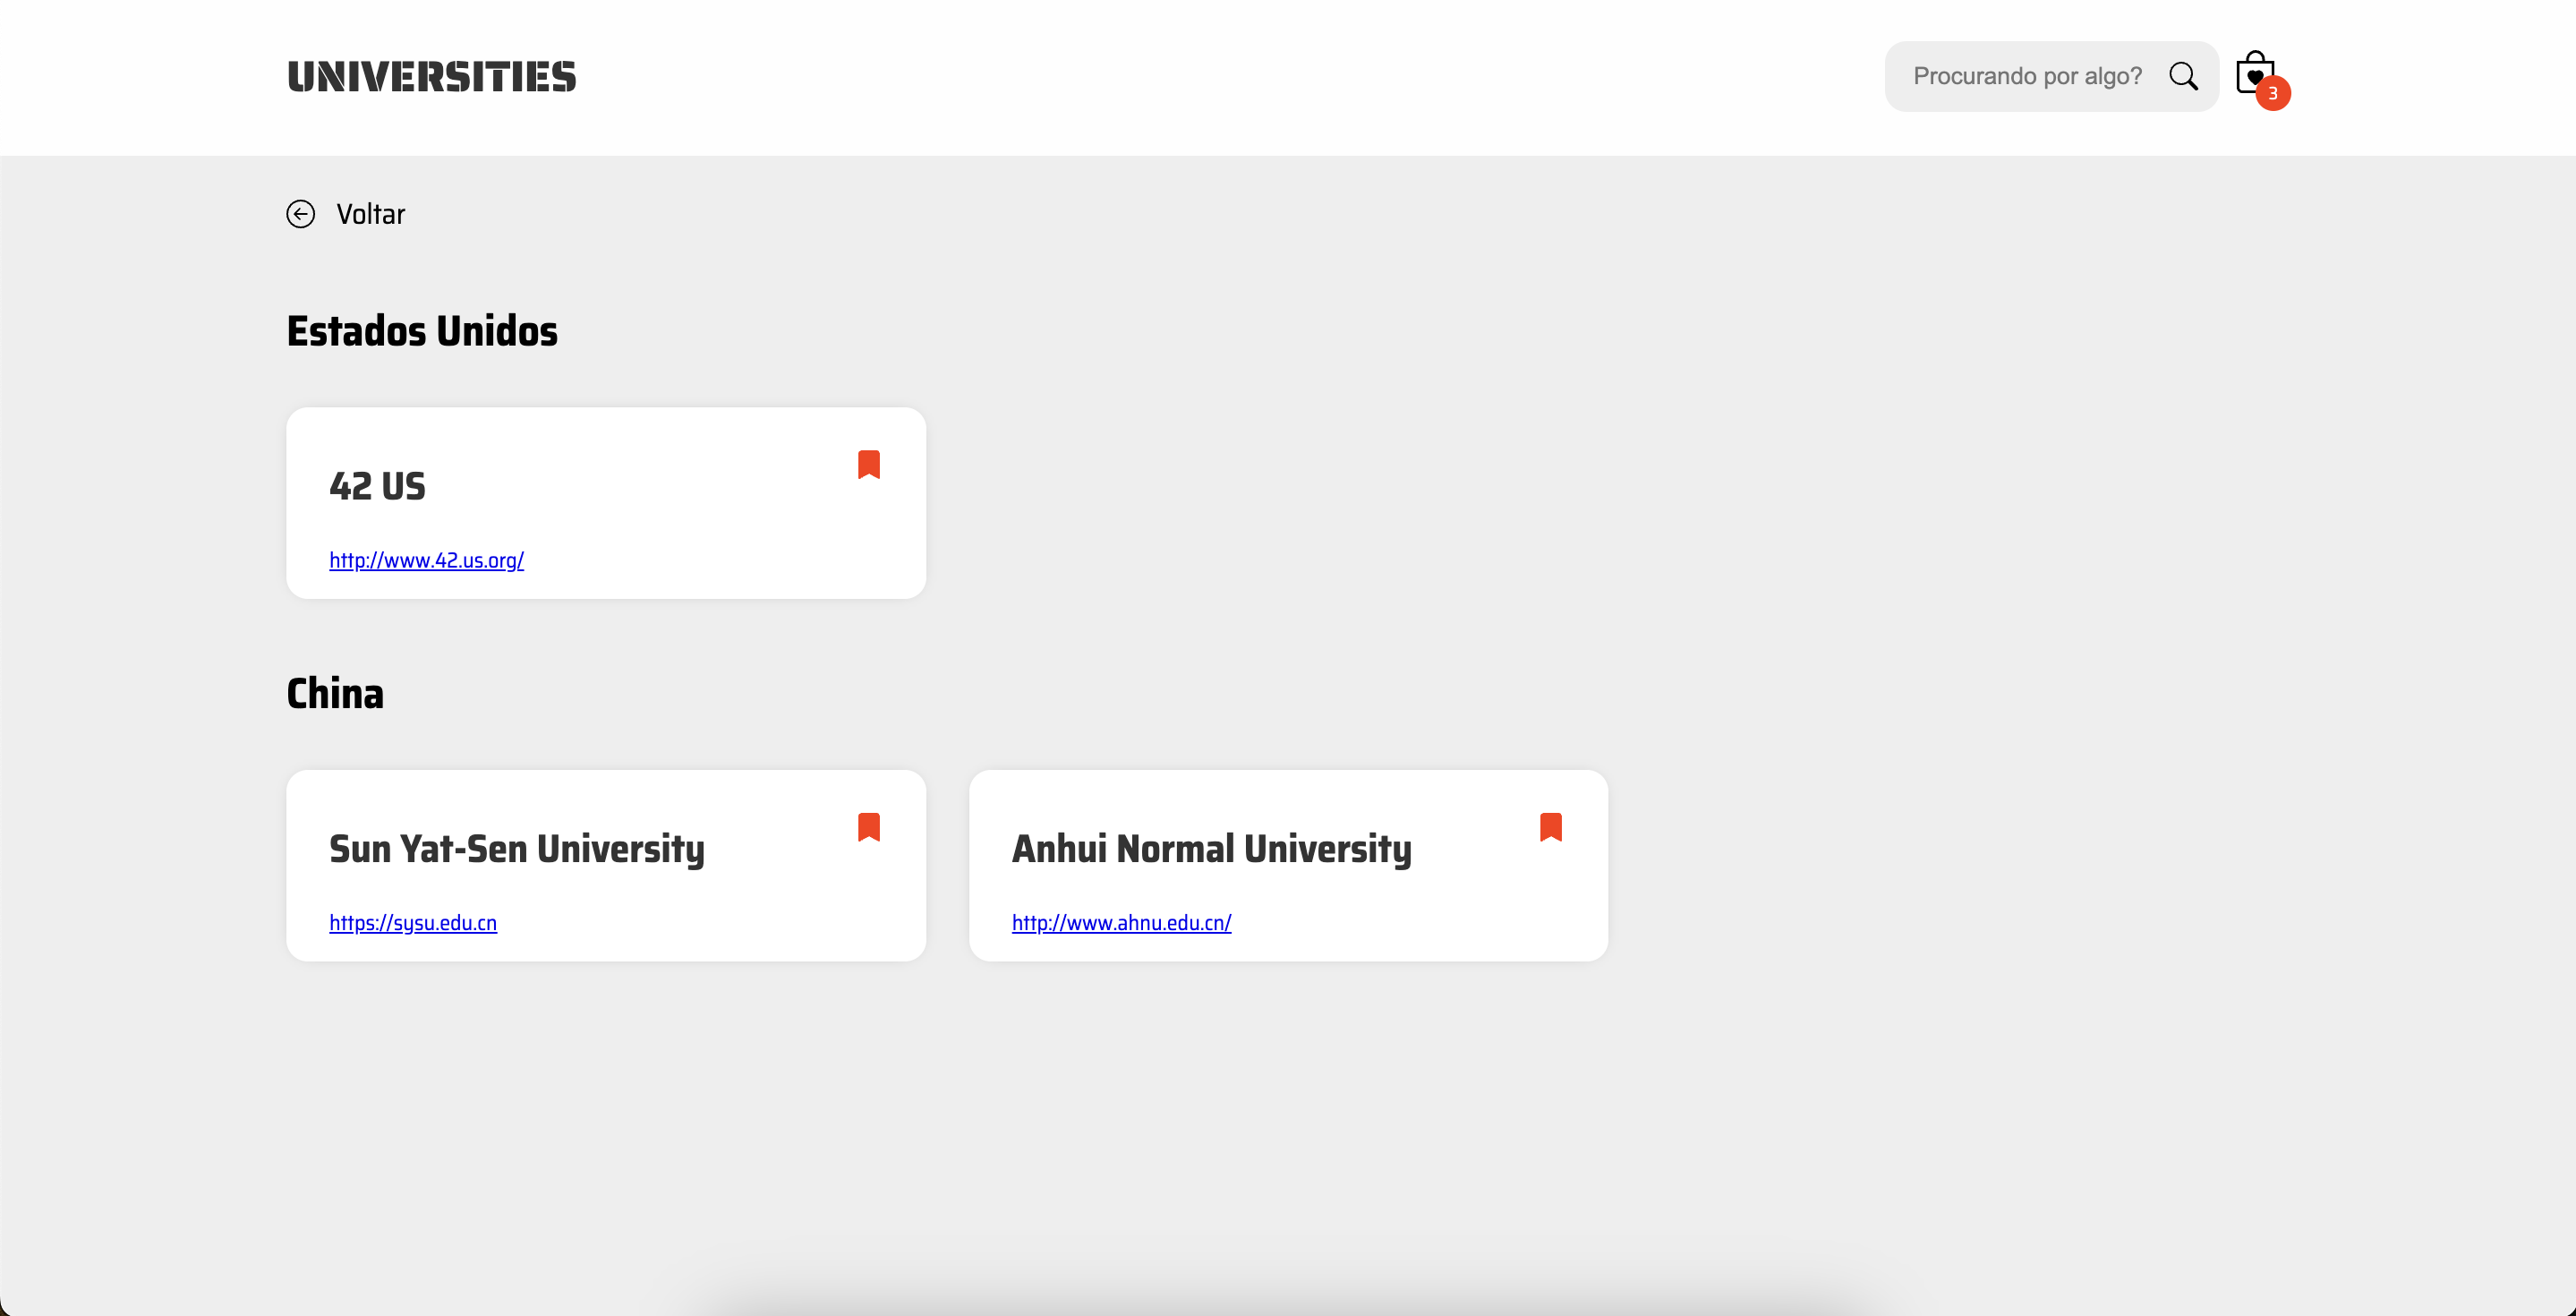 UNIVERSITIES
Procurando por algo?
3
Voltar
Estados Unidos
42 US
http://www.42.us.org/
China
Sun Yat-Sen University
https://sysu.edu.cn
Anhui Normal University
http://www.ahnu.edu.cn/